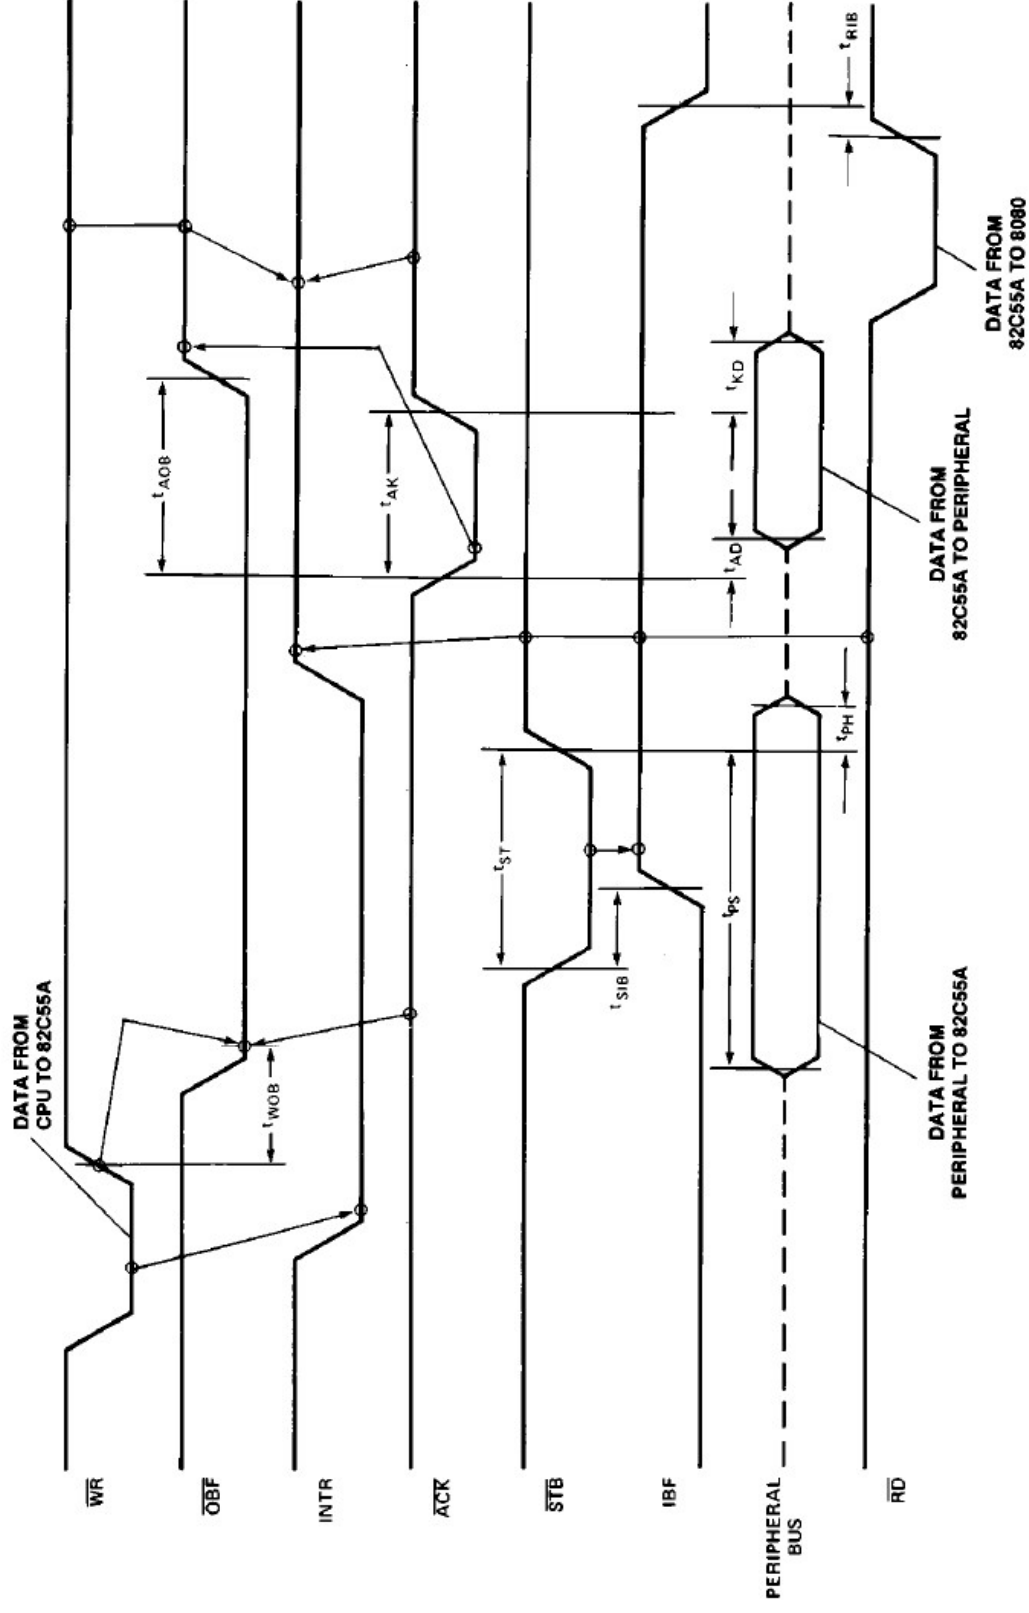 DATA FROM
CPU TO 82C55A
WR
OBF
INTR
ACK
STB
IBF
PERIPHERAL
BUS
RD
tWOB
tAOB
tAK
tST
tSIB
tPS
tPH
tAD
tKD
tRIB
DATA FROM
PERIPHERAL TO 82C55A
DATA FROM
82C55A TO PERIPHERAL
DATA FROM
82C55A TO 8080